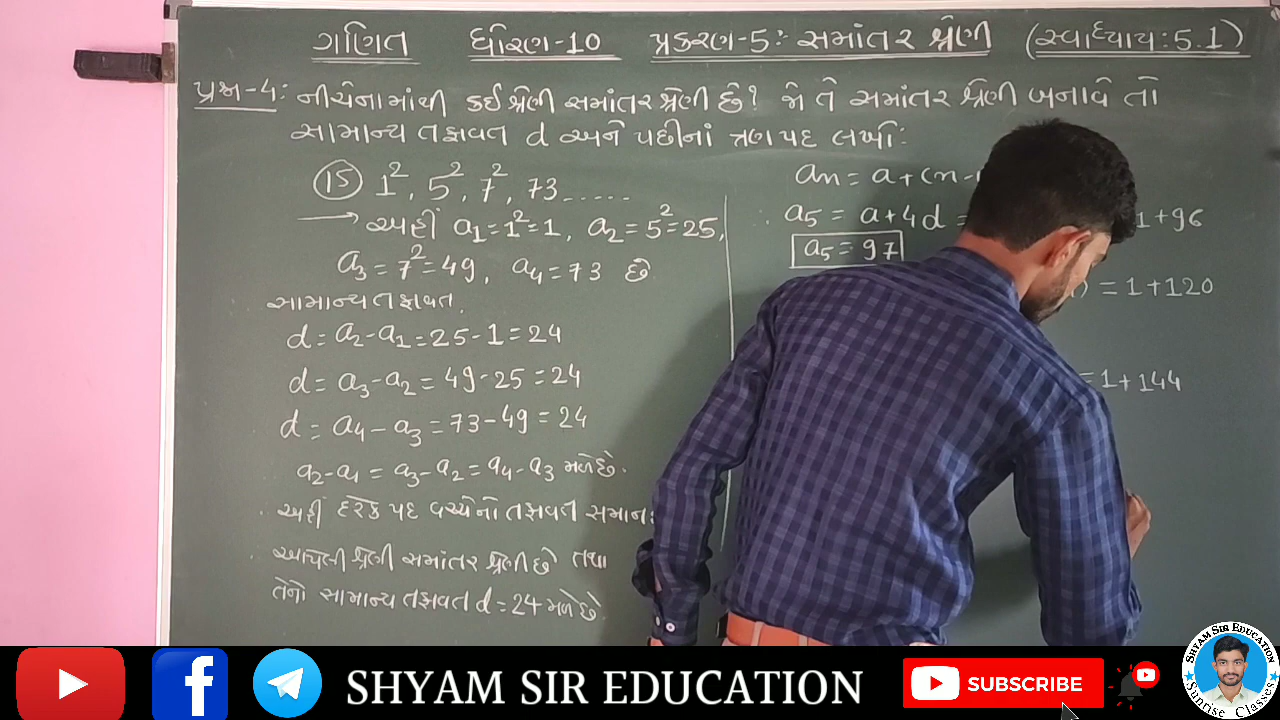 ગણિત ધોરણ-10 પ્રકરણ-5ઃ સમાંતર શ્રેણી (સ્વાધ્યાય:5.1)
પ્રશ્ન-4: નીચેનામાંથી કઈ શ્રેણી સમાંતર શ્રેણી છે? જો તે સમાંતર શ્રેણી બનાવે તો
સામાન્ય તફાવત d અને પછીનાં ત્રણ પદ લખો:
15 1², 5², 7², 73......
→ અહીં a₁=1²=1, a₂=5²=25,
a₃=7²=49, a₄=73 છે
સામાન્ય તફાવત,
d=a₂-a₁=25-1=24
d=a₃-a₂=49-25=24
d=a₄-a₃=73-49=24
a₂-a₁=a₃-a₂=a₄-a₃ મળે છે.
અહીં દરેક પદ વચ્ચેનો તફાવત સમાન
આપેલી શ્રેણી સમાંતર શ્રેણી છે તથા
તેનો સામાન્ય તફાવત d=24 મળે છે.
an=a+(n-
∴ a₅=a+4d= 1+96
a₅=97
)=1+120
=1+144
SHYAM SIR EDUCATION
SUBSCRIBE
SHYAM SIR EDUCATION
Sunrise Classes